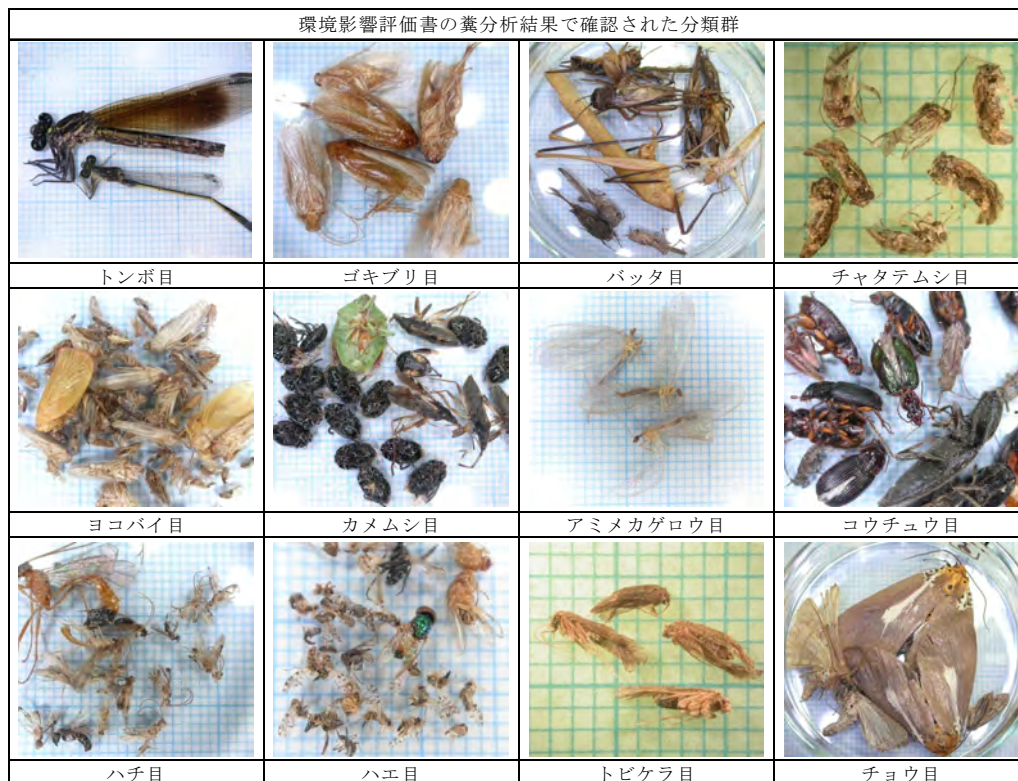 環境影響評価書の糞分析結果で確認された分類群
トンボ目
ゴキブリ目
バッタ目
チャタテムシ目
ヨコバイ目
カメムシ目
アミメカゲロウ目
コウチュウ目
ハチ目
ハエ目
トビケラ目
チョウ目